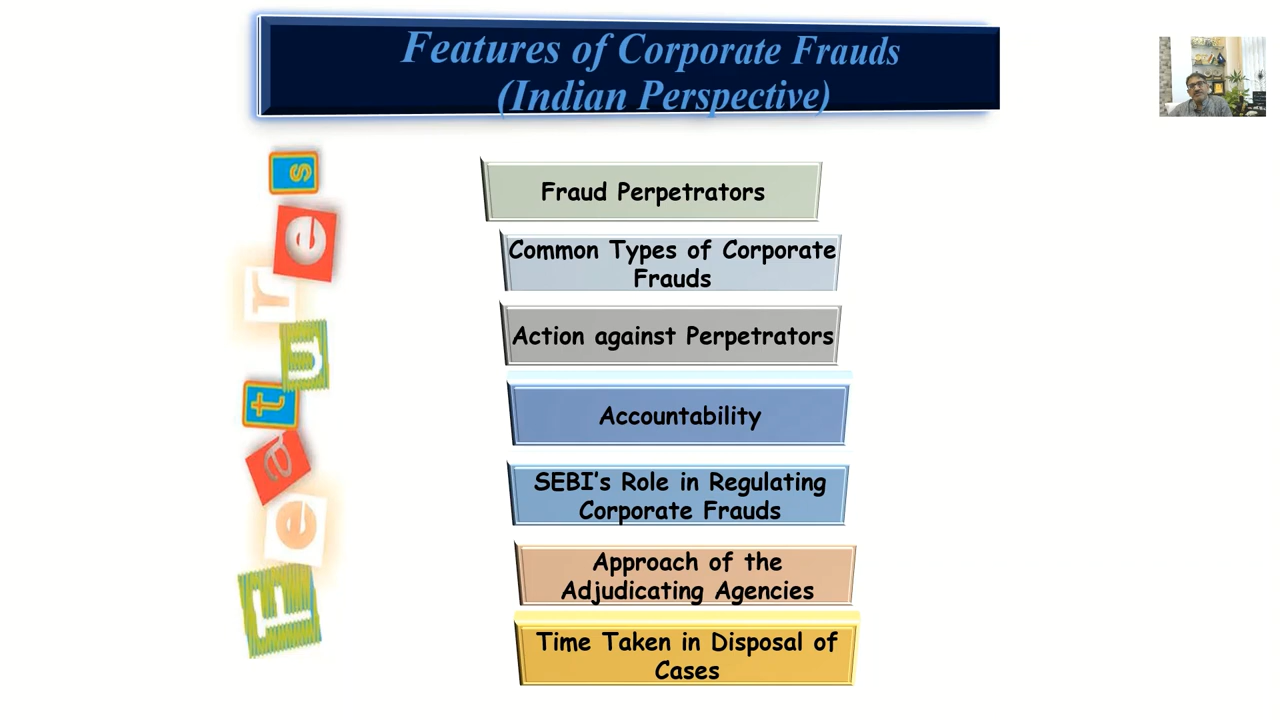 Features of Corporate Frauds
(Indian Perspective)
Features
Fraud Perpetrators
Common Types of Corporate
Frauds
Action against Perpetrators
Accountability
SEBI's Role in Regulating
Corporate Frauds
Approach of the
Adjudicating Agencies
Time Taken in Disposal of
Cases